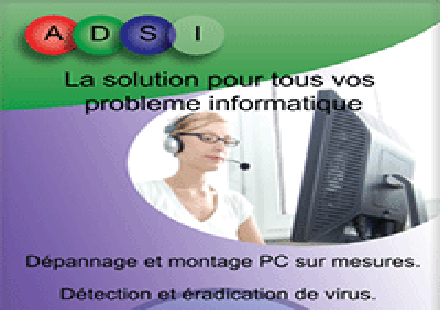 A D S I
La solution pour tous vos
probleme informatique
Dépannage et montage PC sur mesures.
Détection et éradication de virus.